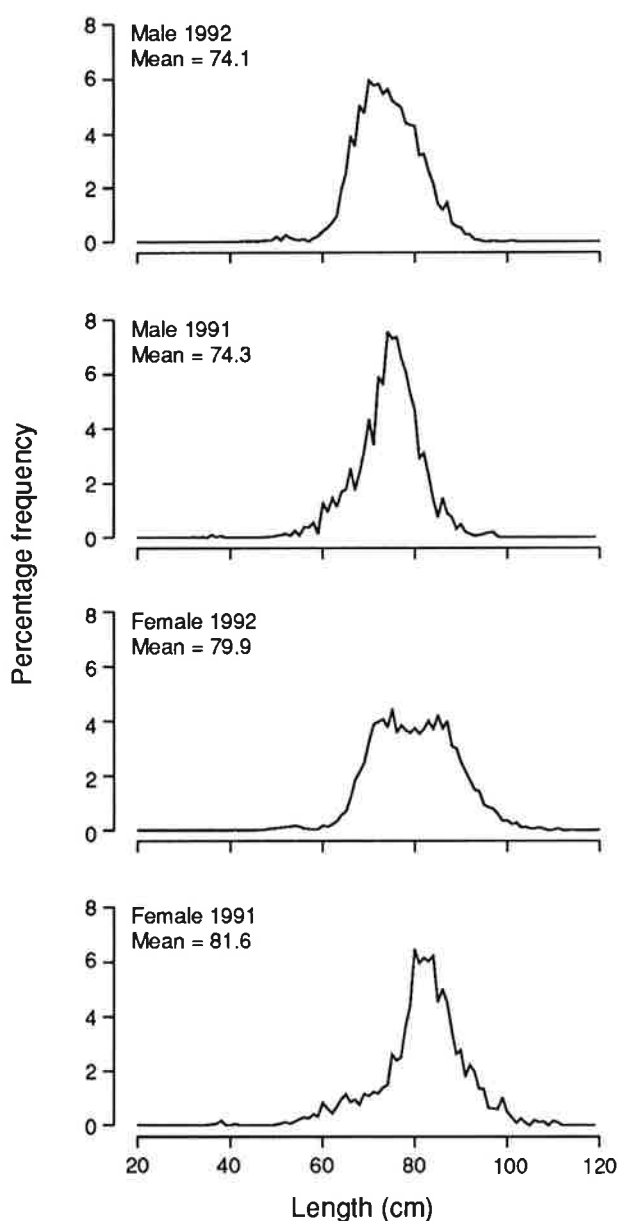 8
6
4
2
0
Male 1992
Mean = 74.1
8
6
4
2
0
Male 1991
Mean = 74.3
8
6
4
2
0
Female 1992
Mean = 79.9
8
6
4
2
0
Female 1991
Mean = 81.6
20 40 60 80 100 120
Percentage frequency
Length (cm)